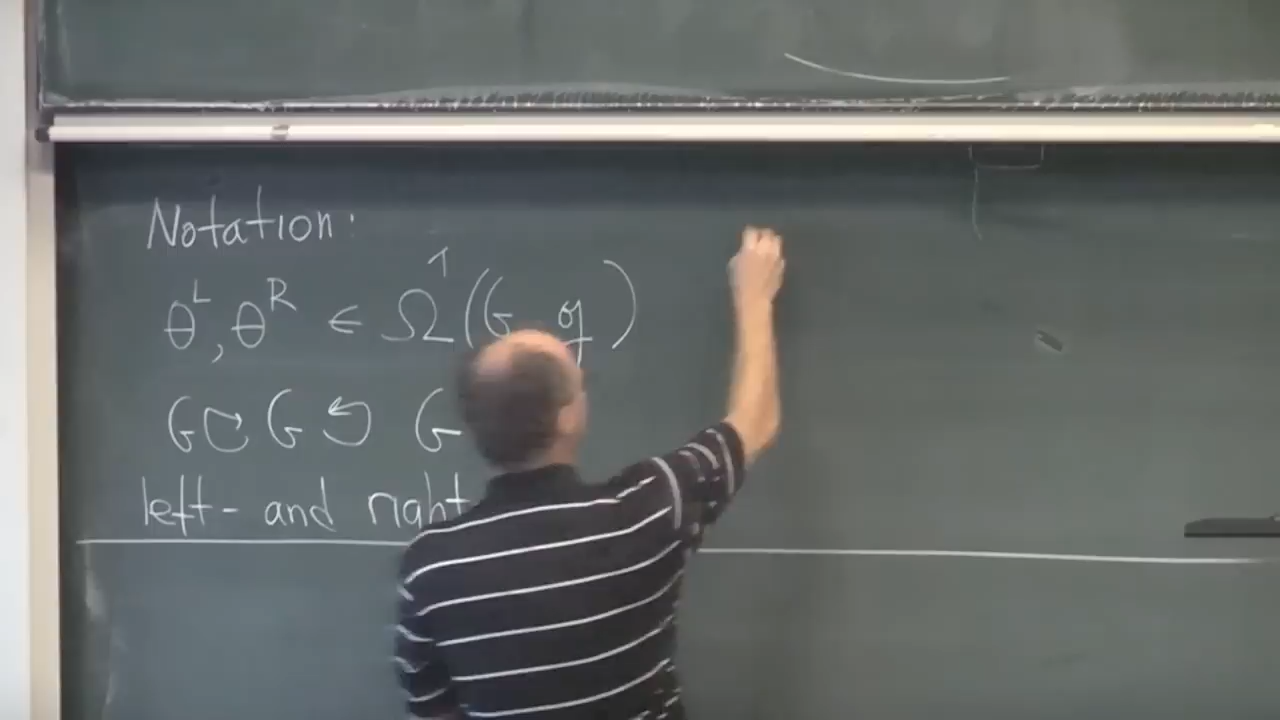 Notation:
θ^L, θ^R ∈ Ω^1(G 𝔤)
G ⟳ G ⟲ G
left- and right